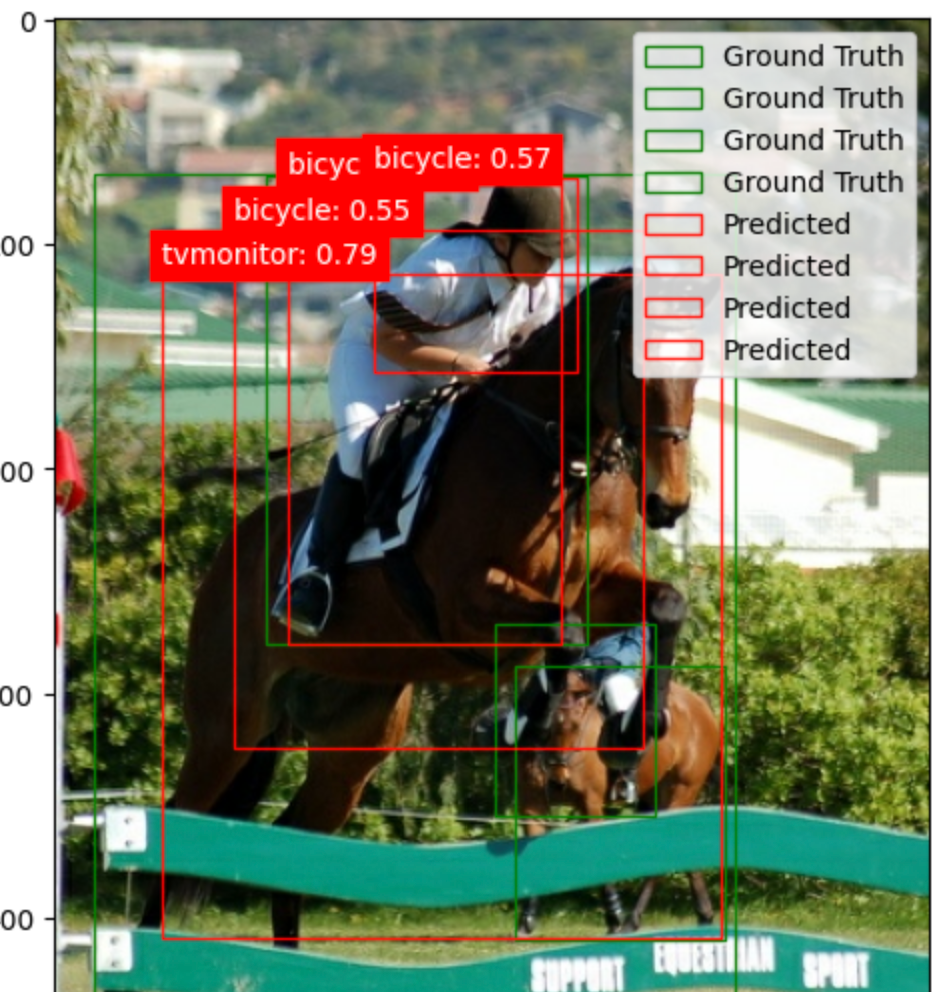 0
Ground Truth
Ground Truth
Ground Truth
Ground Truth
Predicted
Predicted
Predicted
Predicted
bicyc
bicycle: 0.57
bicycle: 0.55
tvmonitor: 0.79
00
00
00
00
SUPPORT EQUESTRIAN SPORT